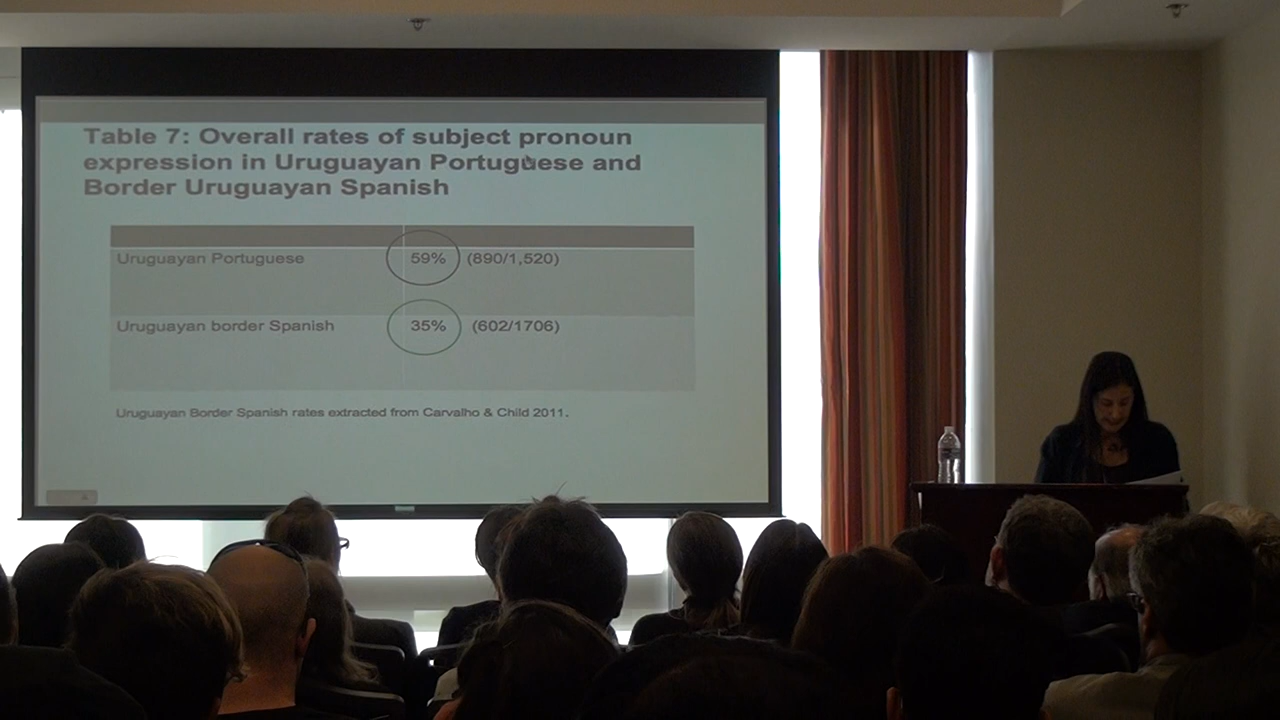 Table 7: Overall rates of subject pronoun
expression in Uruguayan Portuguese and
Border Uruguayan Spanish
Uruguayan Portuguese 59% (890/1,520)
Uruguayan border Spanish 35% (602/1706)
Uruguayan Border Spanish rates extracted from Carvalho & Child 2011.